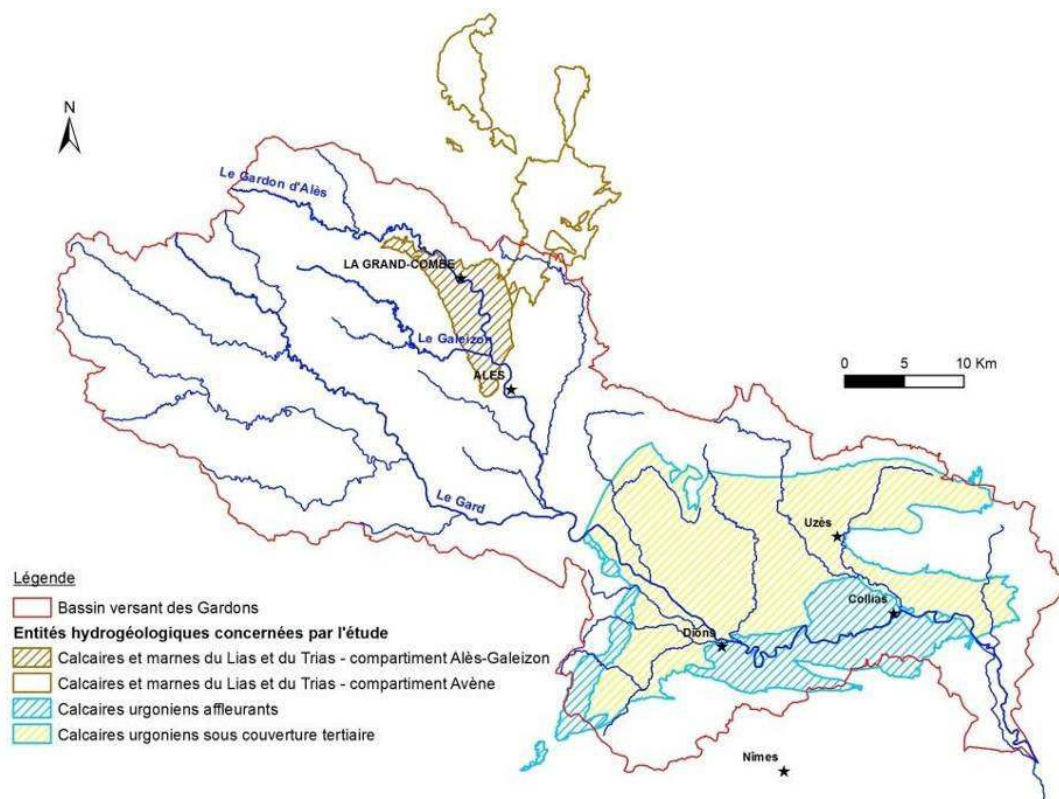 N
Le Gardon d'Alès
LA GRAND-COMBE
Le Galeizon
ALES
0 5 10 Km
Le Gard
Uzès
Collias
Dions
Nîmes
Légende
Bassin versant des Gardons
Entités hydrogéologiques concernées par l'étude
Calcaires et marnes du Lias et du Trias - compartiment Alès-Galeizon
Calcaires et marnes du Lias et du Trias - compartiment Avène
Calcaires urgoniens affleurants
Calcaires urgoniens sous couverture tertiaire